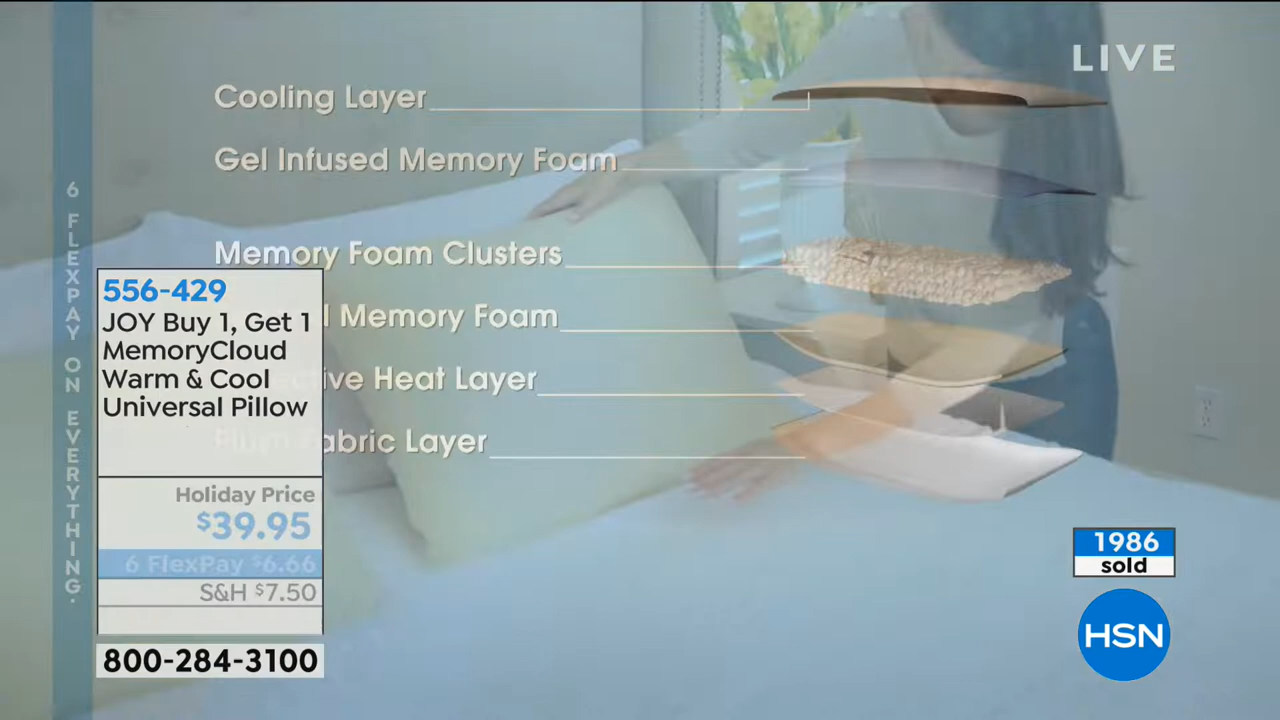 LIVE
Cooling Layer
Gel Infused Memory Foam
Memory Foam Clusters
Memory Foam
Heat Layer
Fabric Layer
6 FLEXPAY ON EVERYTHING.
556-429
JOY Buy 1, Get 1
MemoryCloud
Warm & Cool
Universal Pillow
Holiday Price
$39.95
6 FlexPay $6.66
S&H $7.50
800-284-3100
1986
sold
HSN